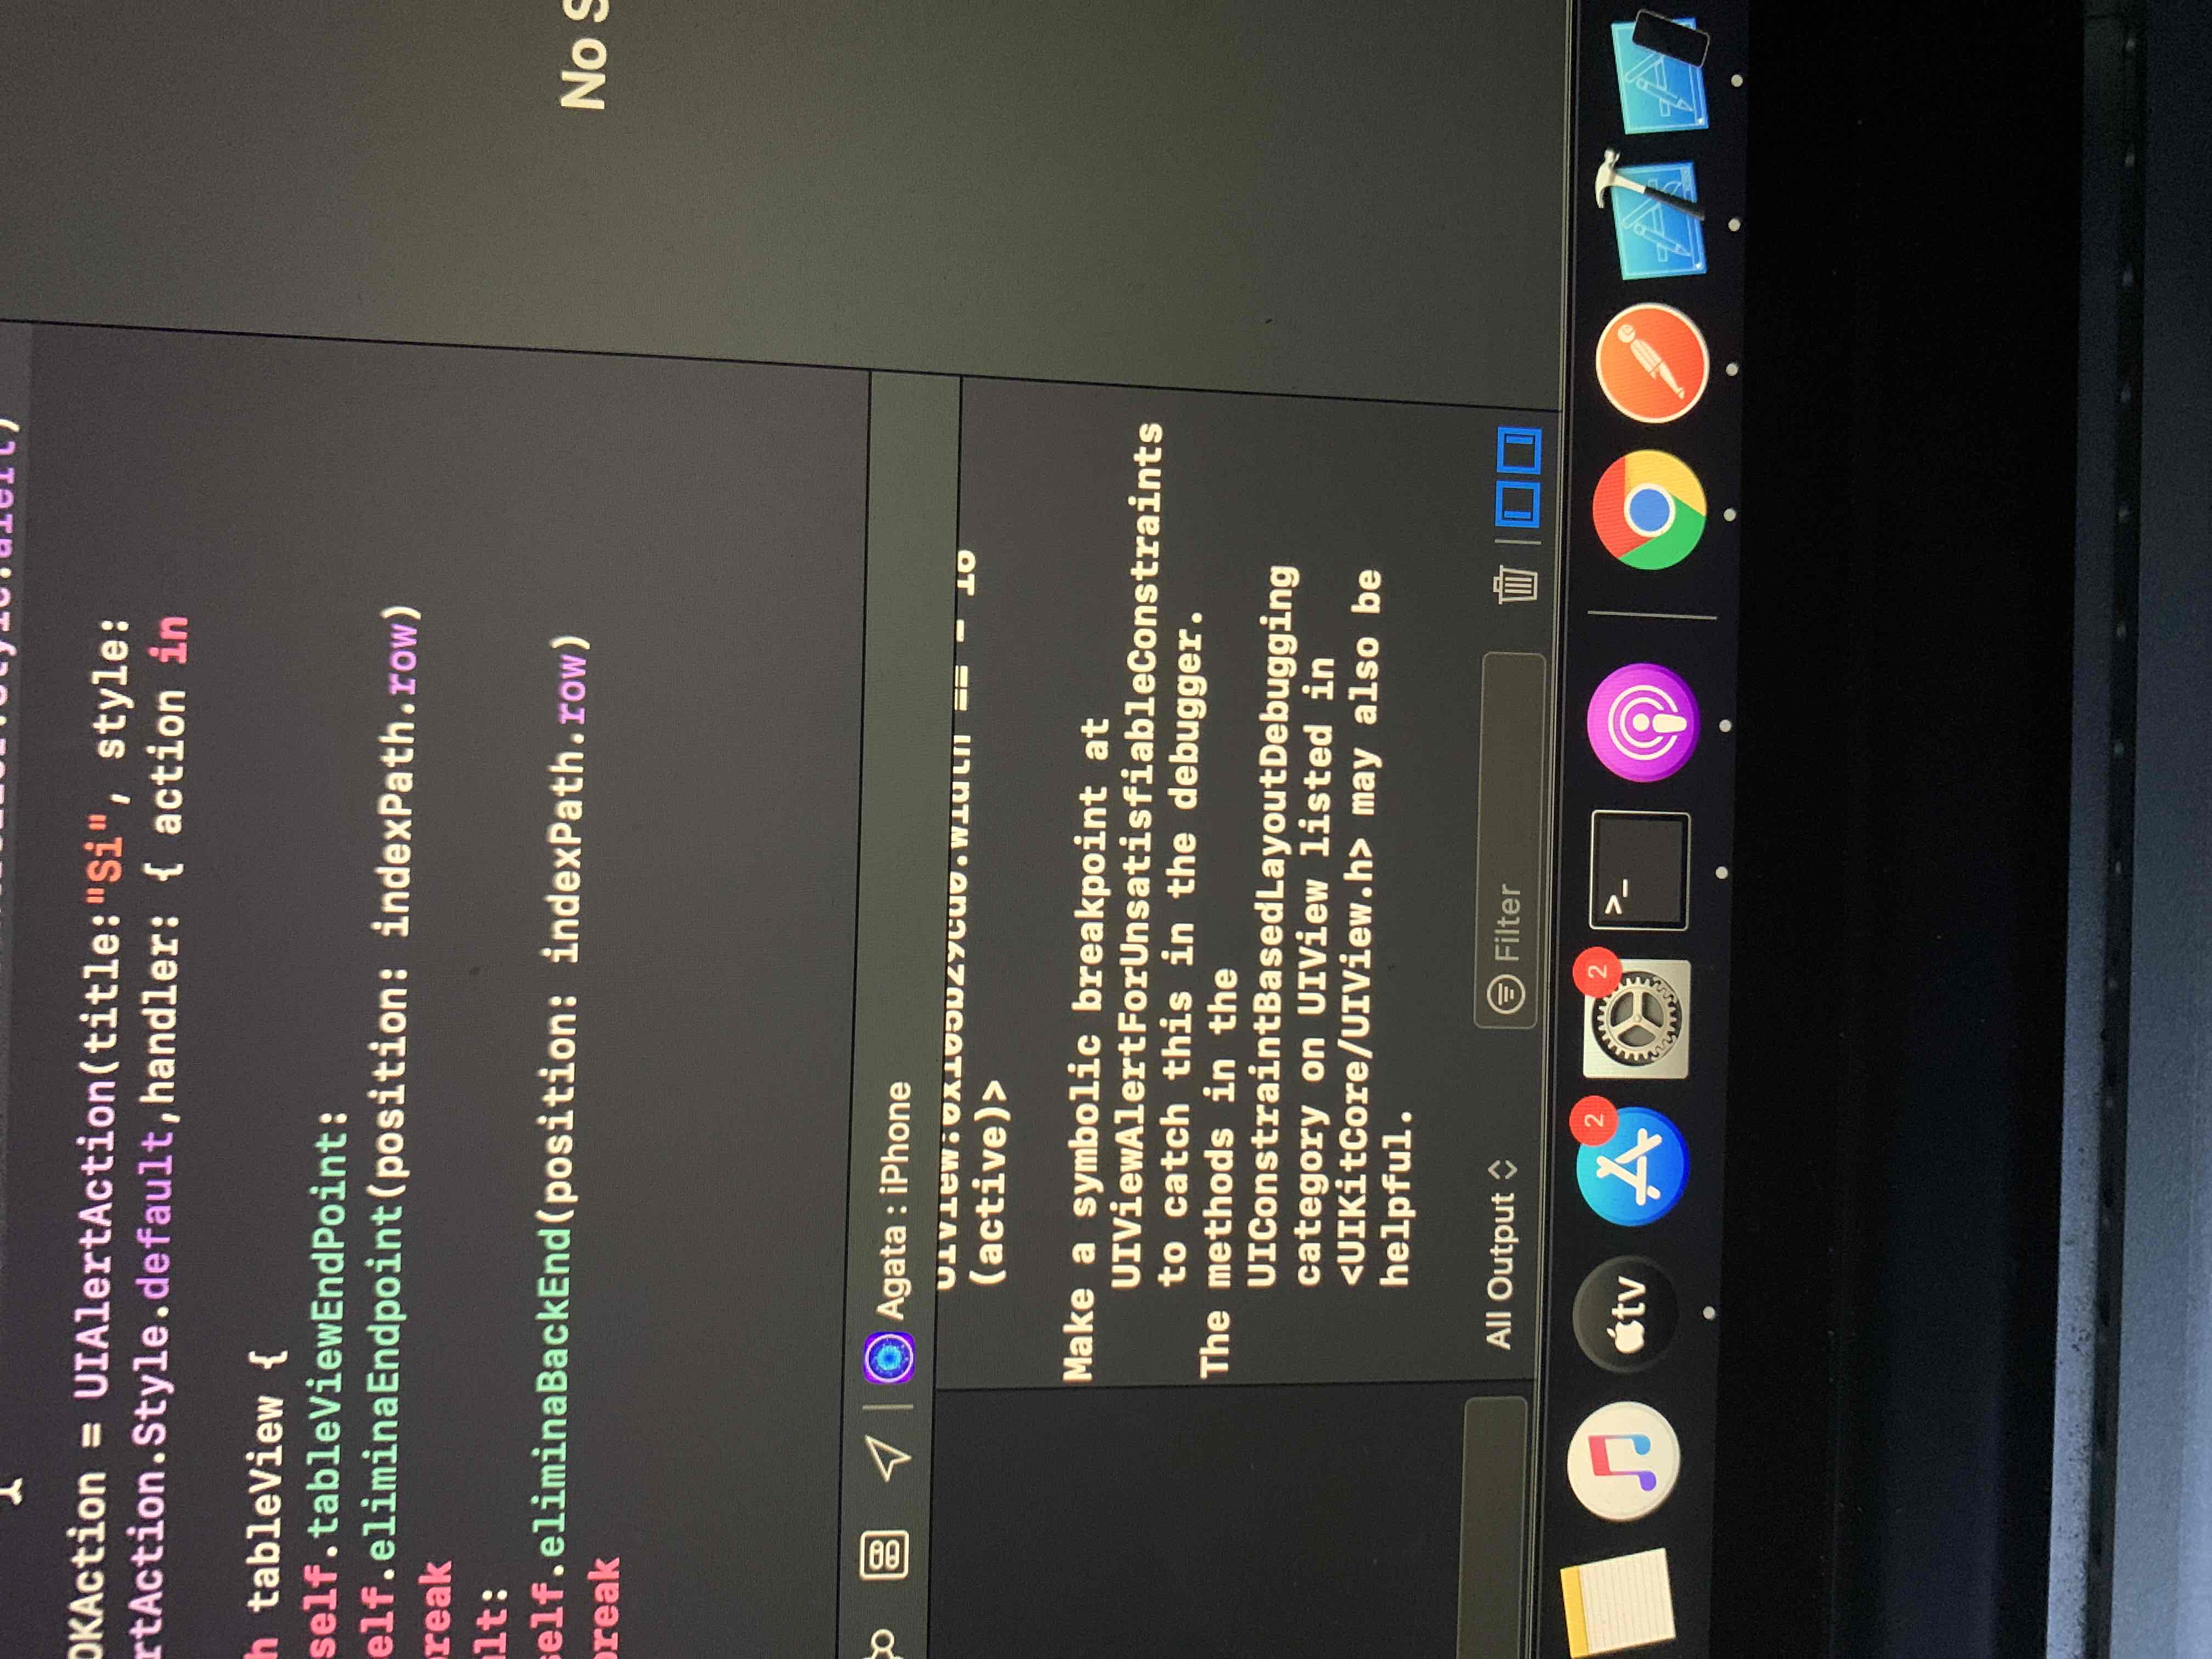 OKAction = UIAlertAction(title:"Si", style:
rtAction.Style.default,handler: { action in
h tableView {
self.tableViewEndPoint:
elf.eliminaEndpoint(position: indexPath.row)
reak
lt:
self.eliminaBackEnd(position: indexPath.row)
break
No S
Agata : iPhone
(active)>
Make a symbolic breakpoint at
UIViewAlertForUnsatisfiableConstraints
to catch this in the debugger.
The methods in the
UIConstraintBasedLayoutDebugging
category on UIView listed in
<UIKitCore/UIView.h> may also be
helpful.
All Output
Filter
2
2
tv
>_